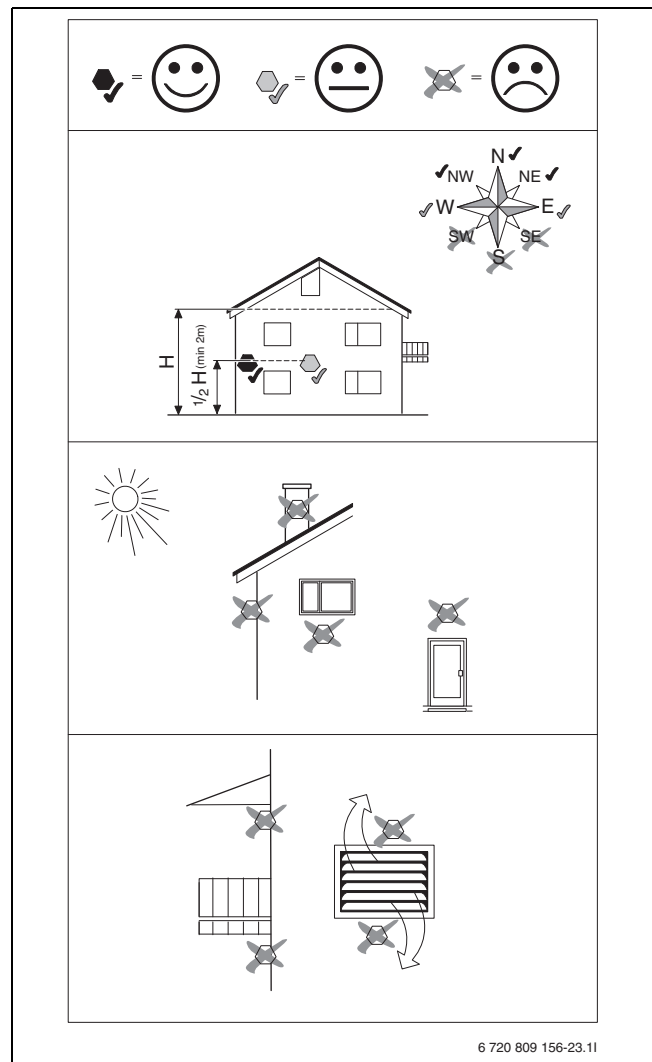 = = =
N
NW NE
W E
SW SE
S
H
1/2 H (min 2m)
6 720 809 156-23.1I